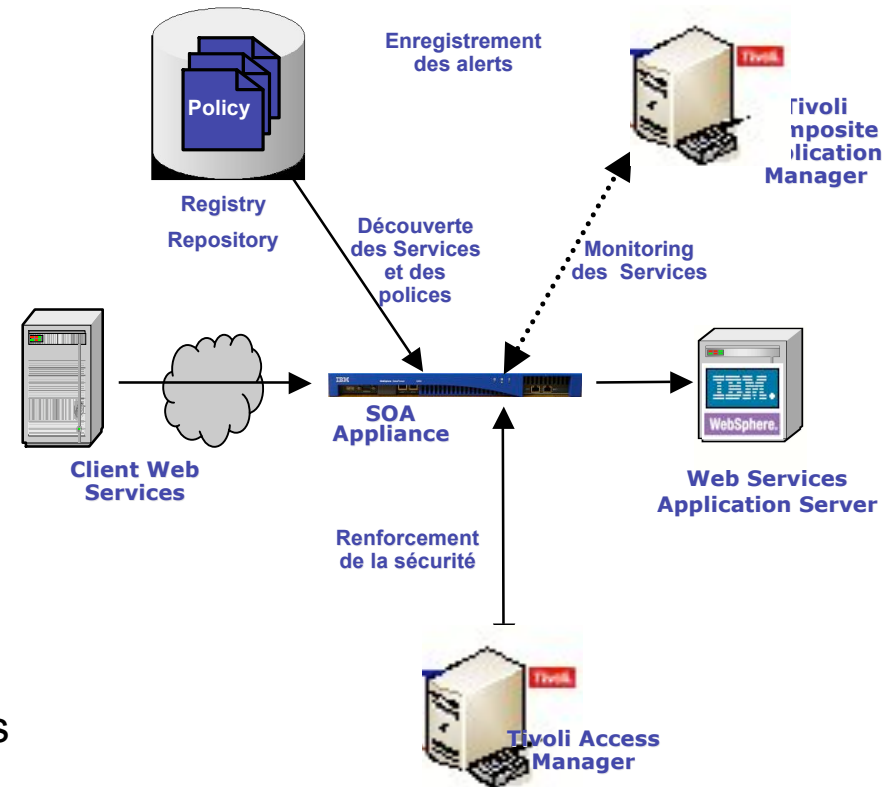 Enregistrement
des alerts
Policy
Tivoli
Tivoli
mposite
plication
Manager
Registry
Repository
Découverte
des Services
et des
polices
Monitoring
des Services
IBM
SOA
Appliance
IBM.
WebSphere.
Client Web
Services
Web Services
Application Server
Renforcement
de la sécurité
Tivoli
Tivoli Access
Manager
s